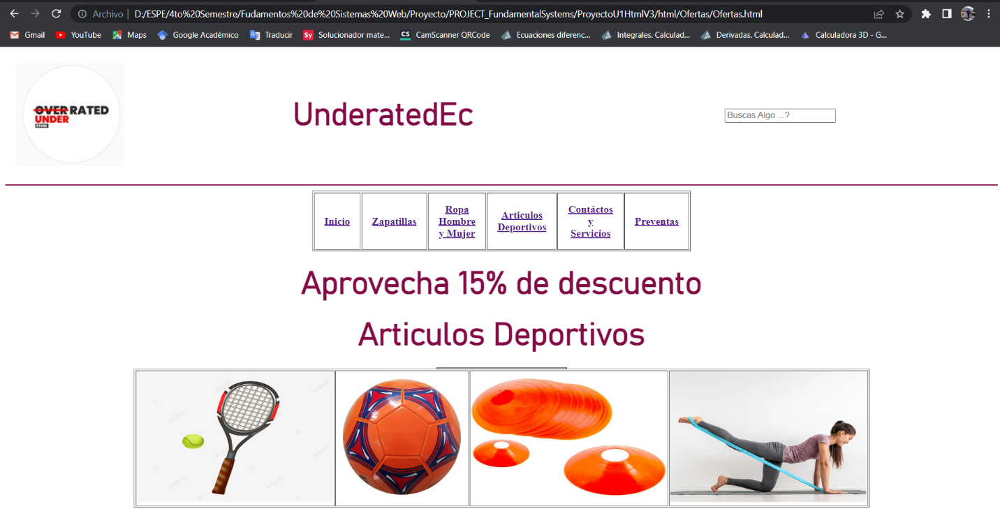 Archivo
D:/ESPE/4to%20Semestre/Fudamentos%20de%20Sistemas%20Web/Proyecto/PROJECT_FundamentalSystems/ProyectoU1HtmlV3/html/Ofertas/Ofertas.html
Gmail
YouTube
Maps
Google Académico
Traducir
Sy
Solucionador mate...
CS
CamScanner QRCode
Ecuaciones diferenc...
Integrales. Calculad...
Derivadas. Calculad...
Calculadora 3D - G...
OVER RATED
UNDER
STORE
UnderatedEc
Buscas Algo ...?
Inicio
Zapatillas
Ropa
Hombre
y Mujer
Articulos
Deportivos
Contáctos
y
Servicios
Preventas
Aprovecha 15% de descuento
Articulos Deportivos